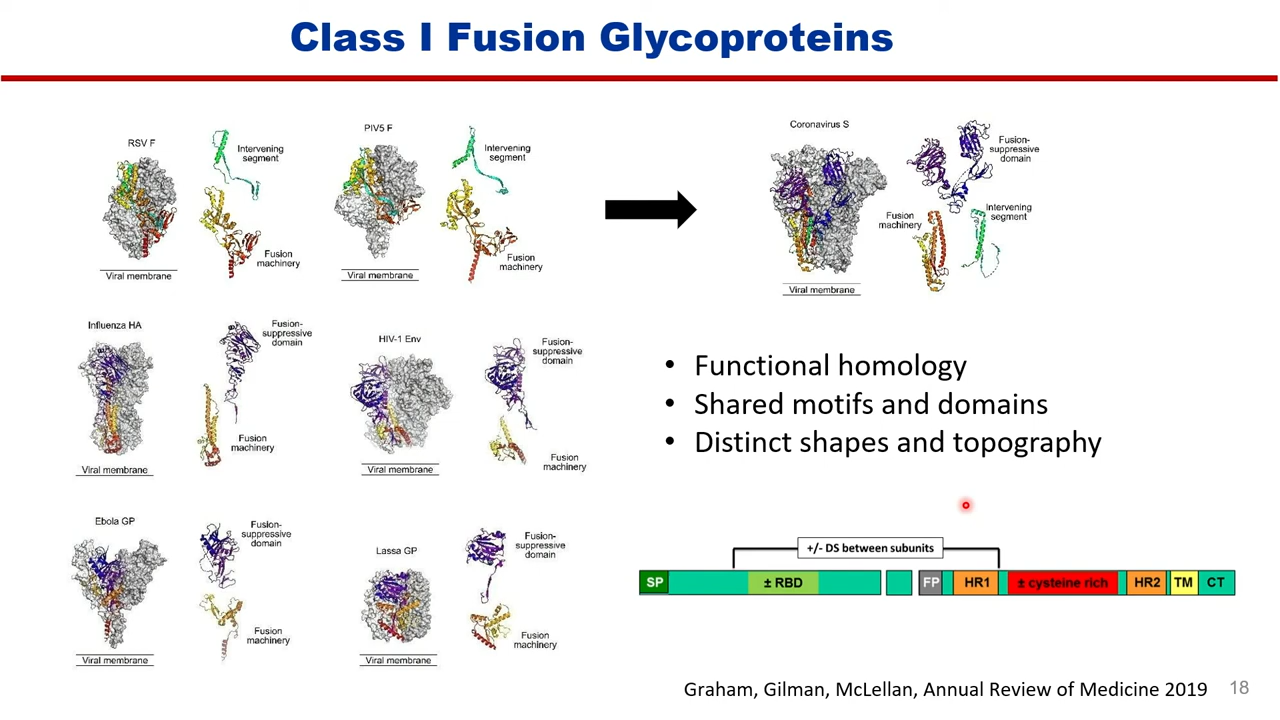 Class I Fusion Glycoproteins
RSV F
Intervening
segment
Fusion
machinery
Viral membrane
PIV5 F
Intervening
segment
Fusion
machinery
Viral membrane
Coronavirus S
Fusion-
suppressive
domain
Fusion
machinery
Intervening
segment
Viral membrane
Influenza HA
Fusion-
suppressive
domain
Fusion
machinery
Viral membrane
HIV-1 Env
Fusion-
suppressive
domain
Fusion
machinery
Viral membrane
• Functional homology
• Shared motifs and domains
• Distinct shapes and topography
Ebola GP
Fusion-
suppressive
domain
Fusion
machinery
Viral membrane
Lassa GP
Fusion-
suppressive
domain
Fusion
machinery
Viral membrane
+/- DS between subunits
SP ± RBD FP HR1 ± cysteine rich HR2 TM CT
Graham, Gilman, McLellan, Annual Review of Medicine 2019 18